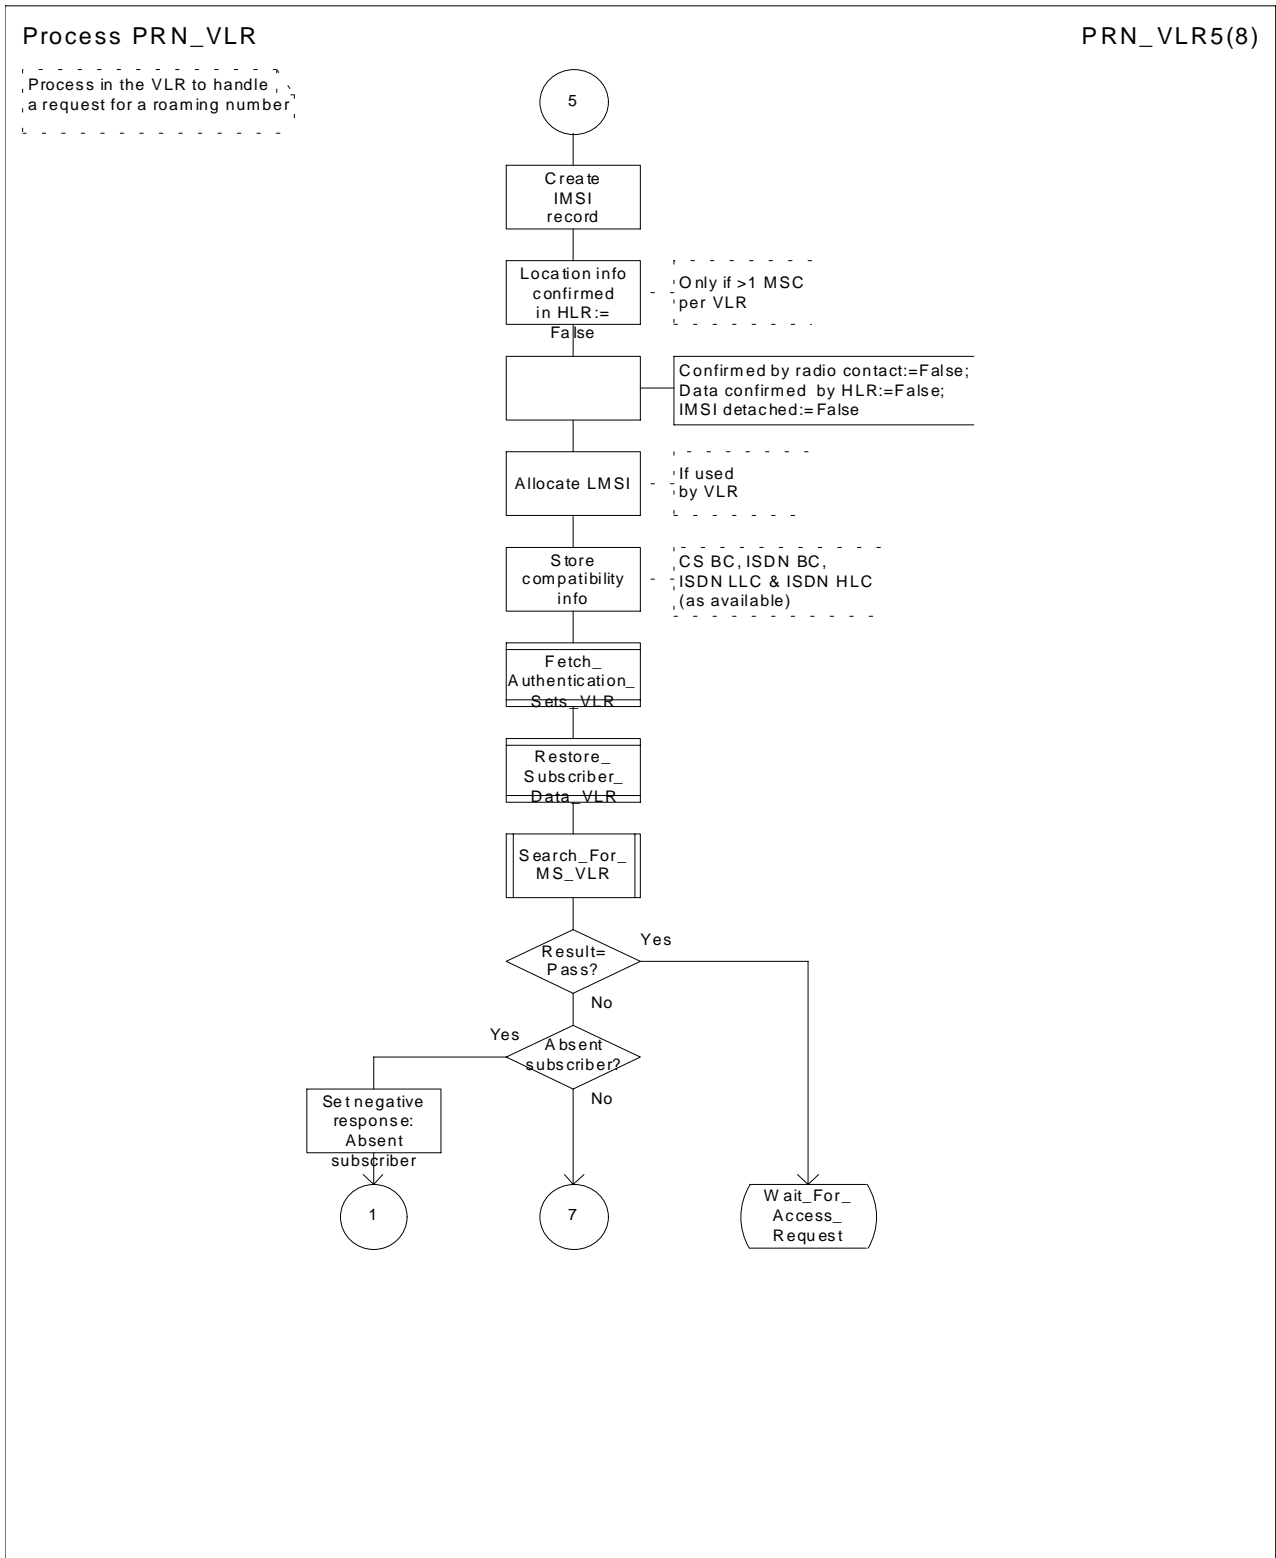 Process PRN_VLR
PRN_VLR5(8)
Process in the VLR to handle
a request for a roaming number
5
Create
IMSI
record
Location info
confirmed
in HLR:=
False
Only if >1 MSC
per VLR
Confirmed by radio contact:=False;
Data confirmed by HLR:=False;
IMSI detached:=False
Allocate LMSI
If used
by VLR
Store
compatibility
info
CS BC, ISDN BC,
ISDN LLC & ISDN HLC
(as available)
Fetch_
Authentication_
Sets_VLR
Restore_
Subscriber_
Data_VLR
Search_For_
MS_VLR
Result=
Pass?
Yes
No
Absent
subscriber?
Yes
No
Set negative
response:
Absent
subscriber
1
7
Wait_For_
Access_
Request